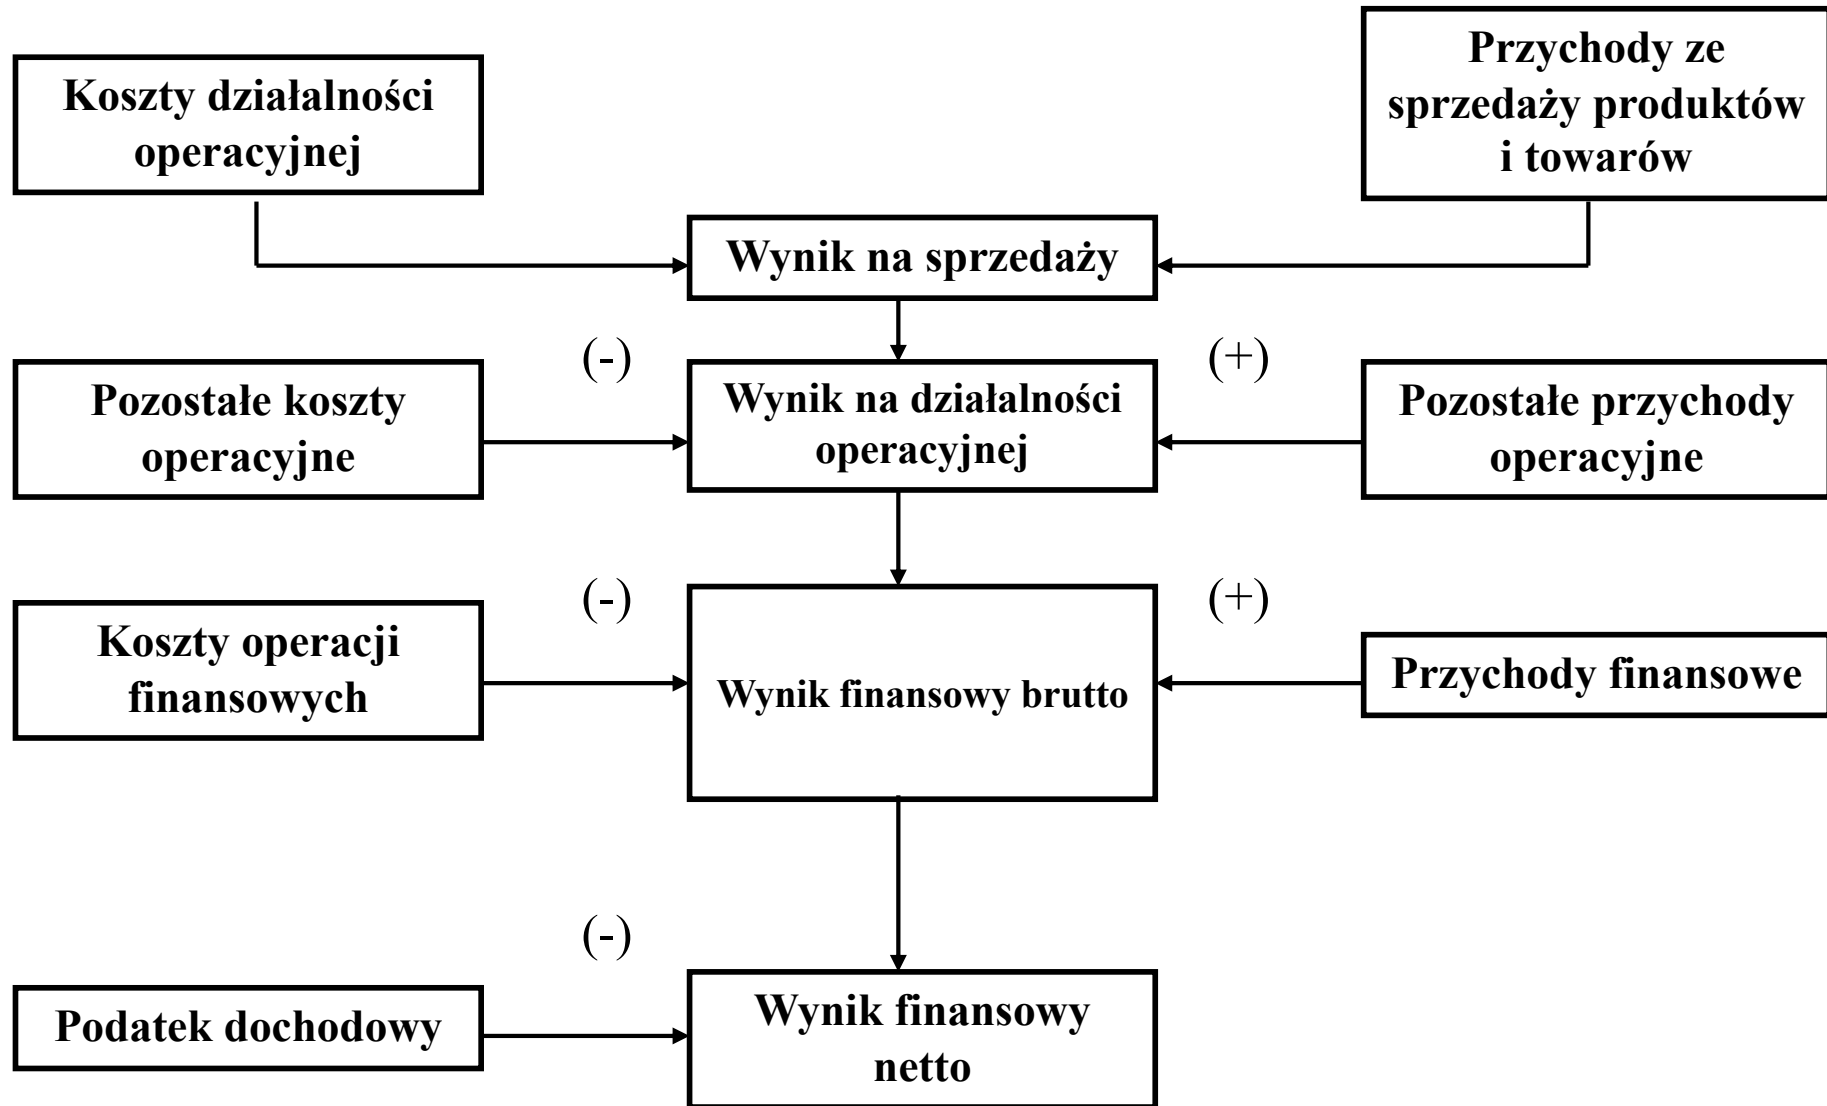 Koszty działalności
operacyjnej
Przychody ze
sprzedaży produktów
i towarów
Wynik na sprzedaży
(-)
(+)
Pozostałe koszty
operacyjne
Wynik na działalności
operacyjnej
Pozostałe przychody
operacyjne
(-)
(+)
Koszty operacji
finansowych
Wynik finansowy brutto
Przychody finansowe
(-)
Podatek dochodowy
Wynik finansowy
netto